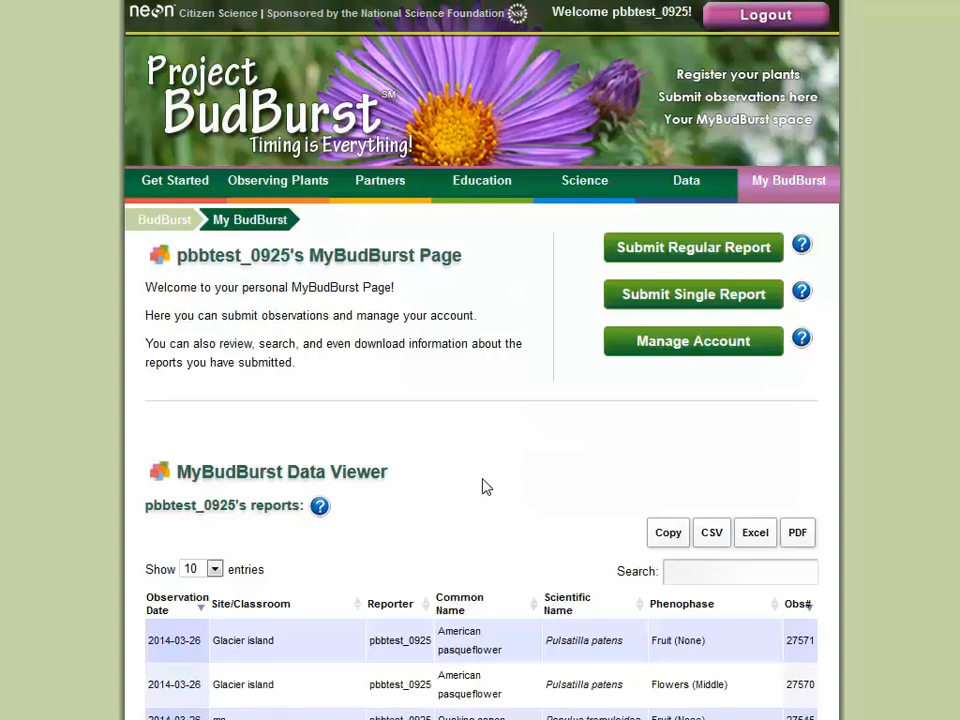 neon Citizen Science | Sponsored by the National Science Foundation Welcome pbbtest_0925! Logout
Project
BudBurst SM
Timing is Everything!
Register your plants
Submit observations here
Your MyBudBurst space
Get Started Observing Plants Partners Education Science Data My BudBurst
BudBurst My BudBurst
pbbtest_0925's MyBudBurst Page
Welcome to your personal MyBudBurst Page!
Here you can submit observations and manage your account.
You can also review, search, and even download information about the
reports you have submitted.
Submit Regular Report ?
Submit Single Report ?
Manage Account ?
MyBudBurst Data Viewer
pbbtest_0925's reports: ?
Copy CSV Excel PDF
Show 10 entries Search:
Observation Date Site/Classroom Reporter Common Name Scientific Name Phenophase Obs#
2014-03-26 Glacier island pbbtest_0925 American pasqueflower Pulsatilla patens Fruit (None) 27571
2014-03-26 Glacier island pbbtest_0925 American pasqueflower Pulsatilla patens Flowers (Middle) 27570